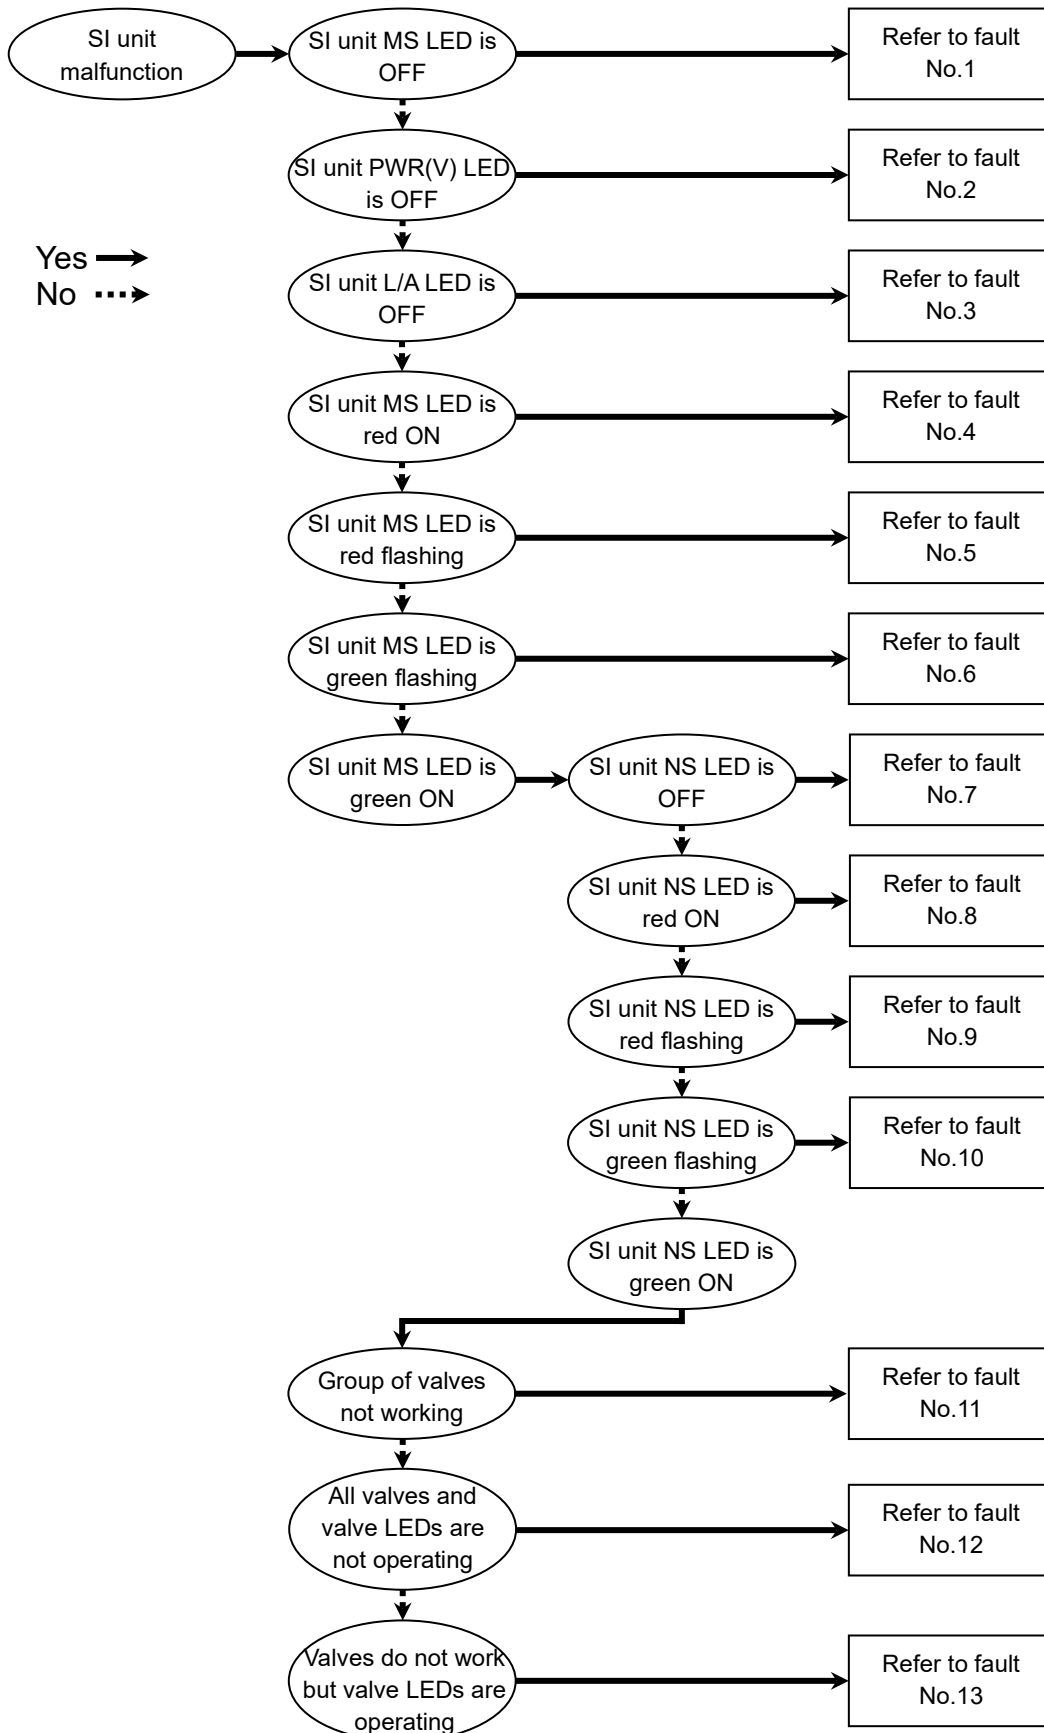 SI unit
malfunction
SI unit MS LED is
OFF
Refer to fault
No.1
SI unit PWR(V) LED
is OFF
Refer to fault
No.2
Yes
No
SI unit L/A LED is
OFF
Refer to fault
No.3
SI unit MS LED is
red ON
Refer to fault
No.4
SI unit MS LED is
red flashing
Refer to fault
No.5
SI unit MS LED is
green flashing
Refer to fault
No.6
SI unit MS LED is
green ON
SI unit NS LED is
OFF
Refer to fault
No.7
SI unit NS LED is
red ON
Refer to fault
No.8
SI unit NS LED is
red flashing
Refer to fault
No.9
SI unit NS LED is
green flashing
Refer to fault
No.10
SI unit NS LED is
green ON
Group of valves
not working
Refer to fault
No.11
All valves and
valve LEDs are
not operating
Refer to fault
No.12
Valves do not work
but valve LEDs are
operating
Refer to fault
No.13